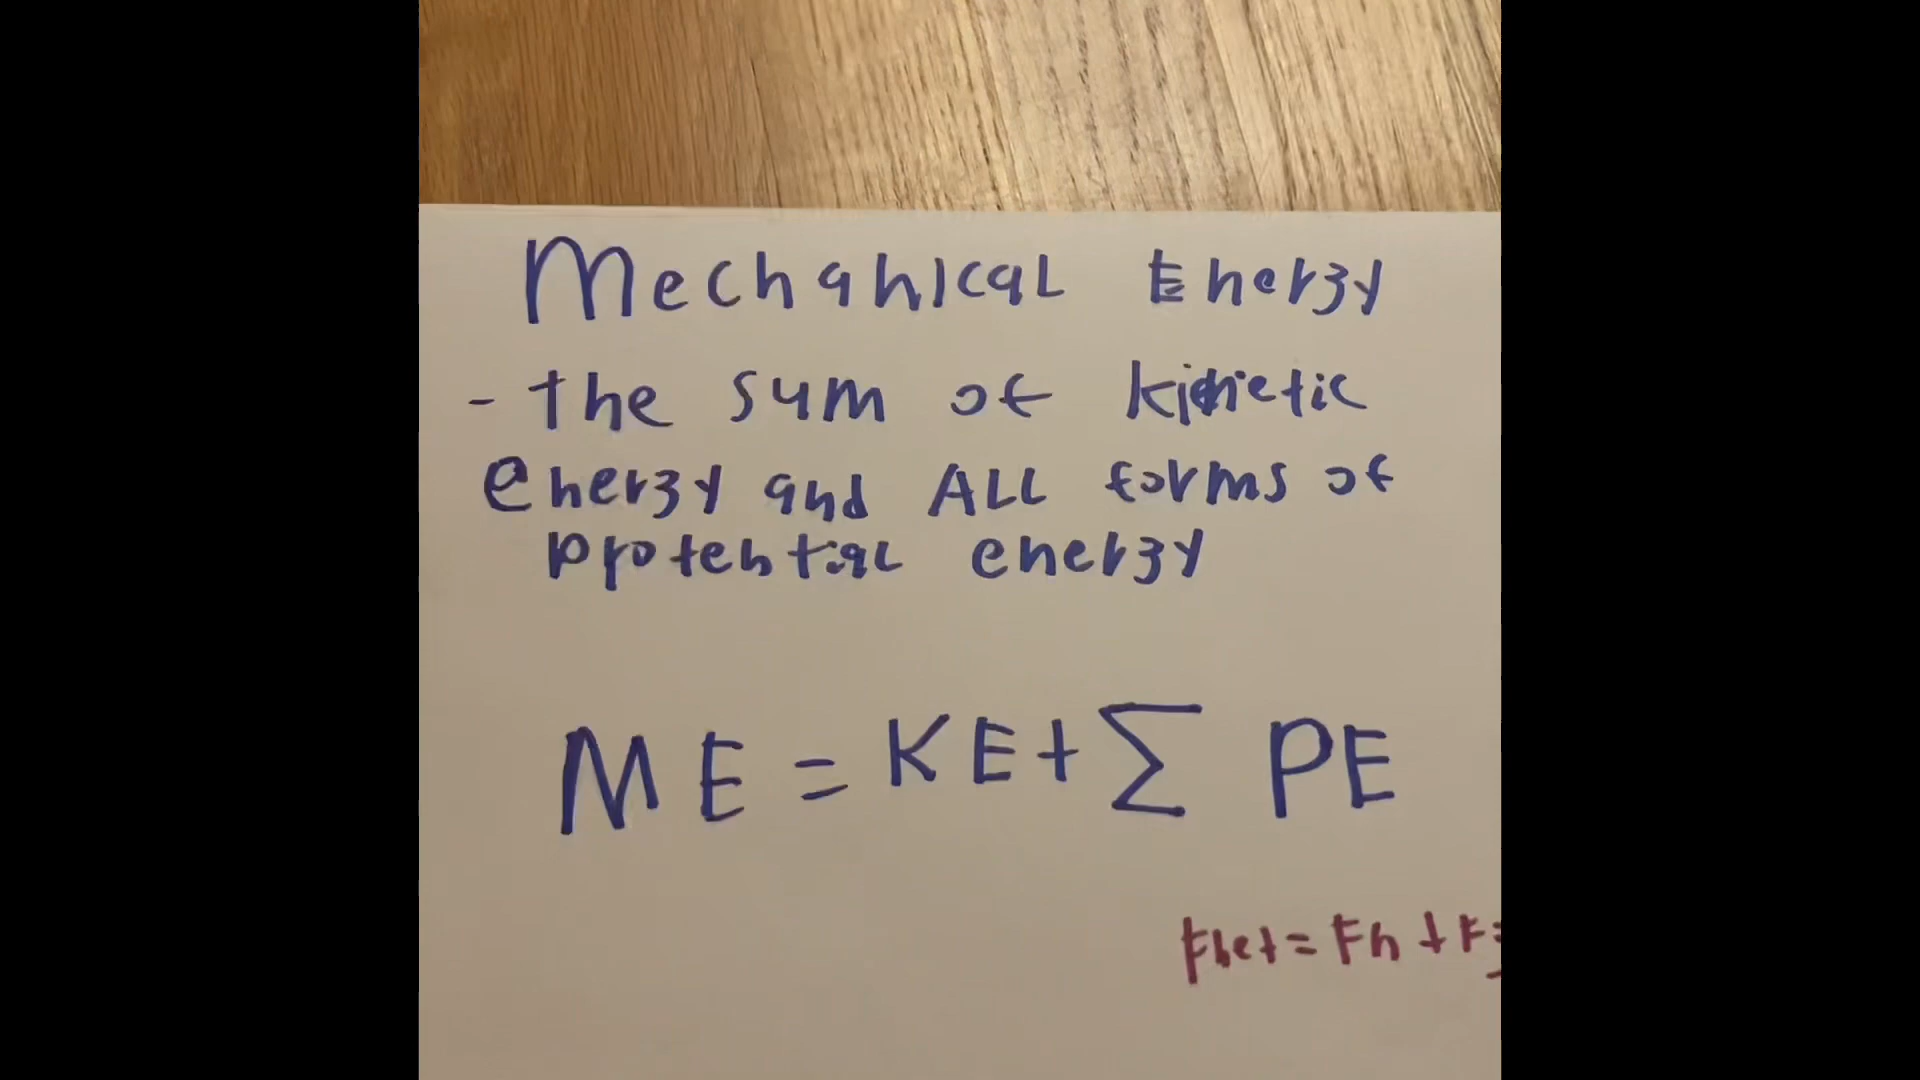 Mechanical Energy
- The sum of kinetic
energy and ALL forms of
protential energy
ME = KE + Σ PE
Fnet = Fn + F